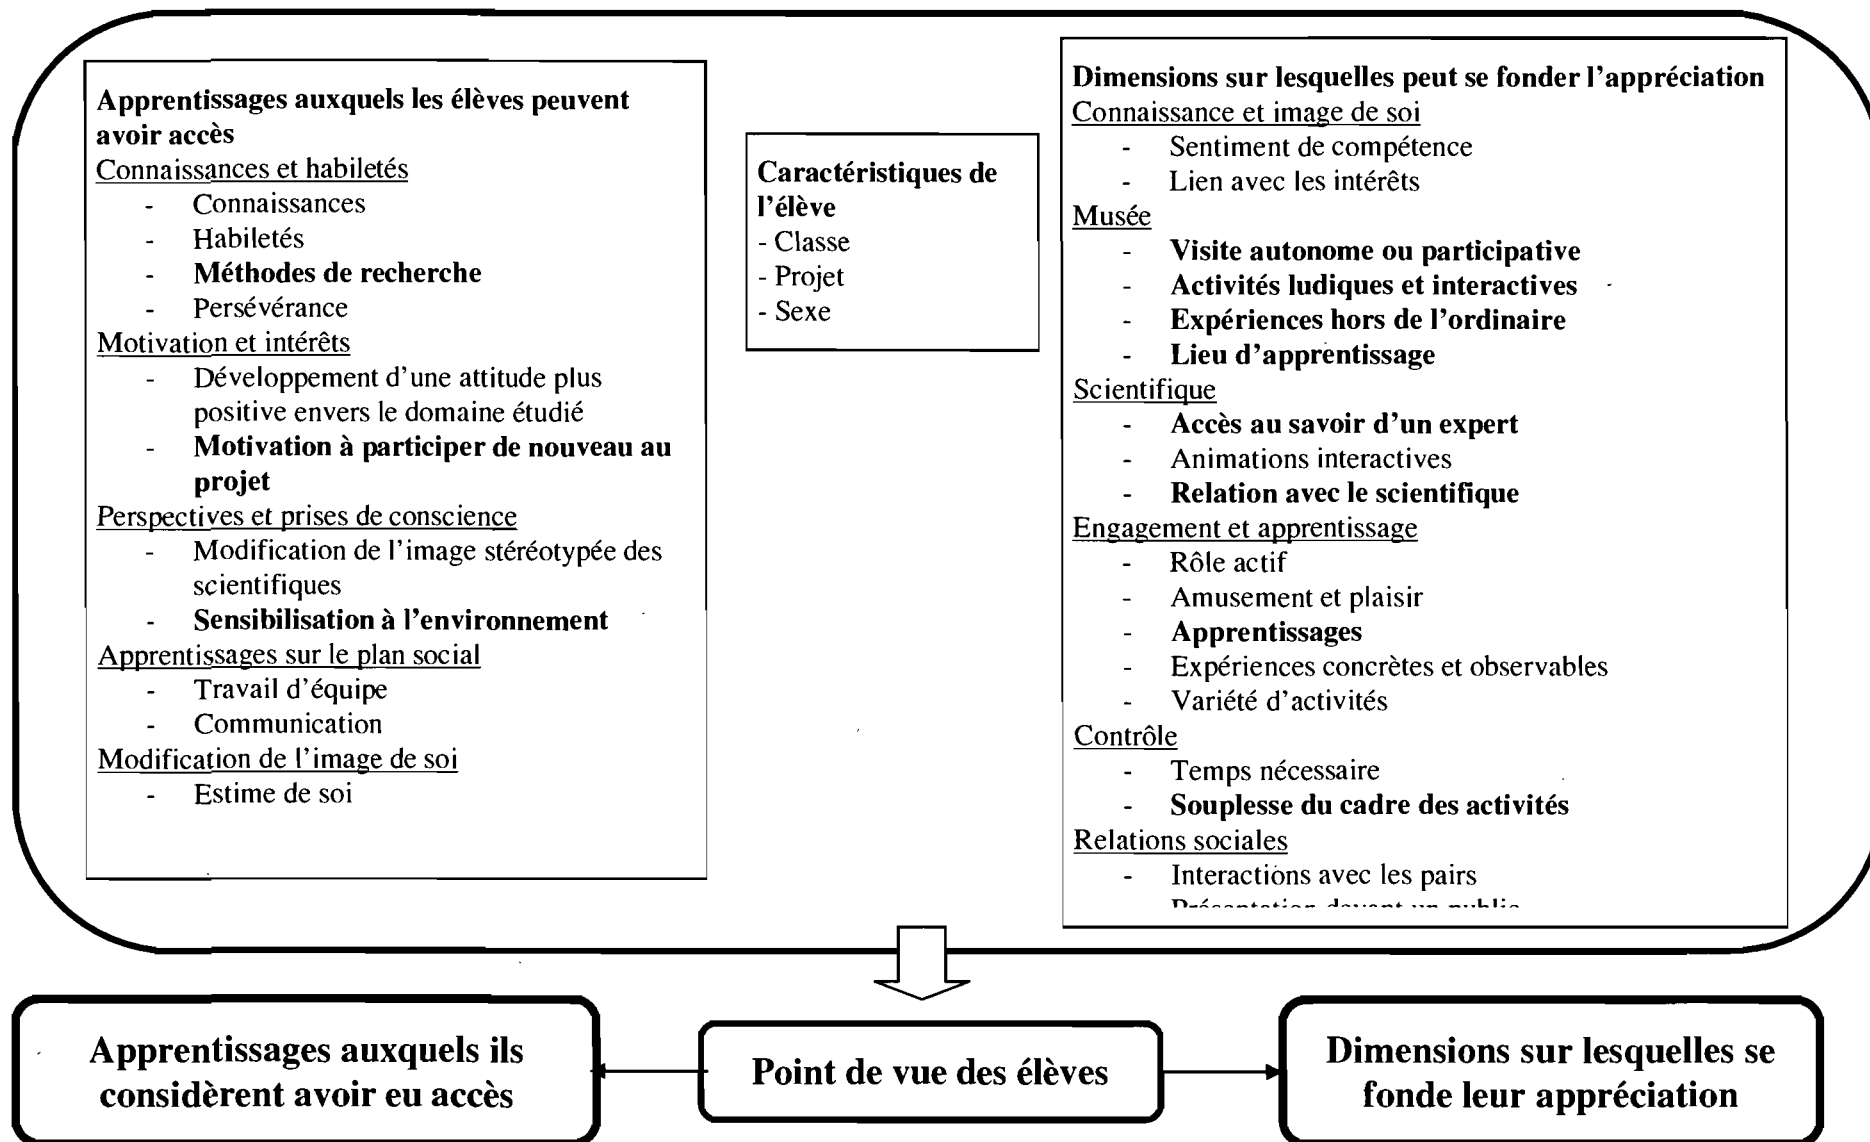 Apprentissages auxquels les élèves peuvent
avoir accès
Connaissances et habiletés
- Connaissances
- Habiletés
- Méthodes de recherche
- Persévérance
Motivation et intérêts
- Développement d'une attitude plus
positive envers le domaine étudié
- Motivation à participer de nouveau au
projet
Perspectives et prises de conscience
- Modification de l'image stéréotypée des
scientifiques
- Sensibilisation à l'environnement
Apprentissages sur le plan social
- Travail d'équipe
- Communication
Modification de l'image de soi
- Estime de soi
Caractéristiques de
l'élève
- Classe
- Projet
- Sexe
Dimensions sur lesquelles peut se fonder l'appréciation
Connaissance et image de soi
- Sentiment de compétence
- Lien avec les intérêts
Musée
- Visite autonome ou participative
- Activités ludiques et interactives
- Expériences hors de l'ordinaire
- Lieu d'apprentissage
Scientifique
- Accès au savoir d'un expert
- Animations interactives
- Relation avec le scientifique
Engagement et apprentissage
- Rôle actif
- Amusement et plaisir
- Apprentissages
- Expériences concrètes et observables
- Variété d'activités
Contrôle
- Temps nécessaire
- Souplesse du cadre des activités
Relations sociales
- Interactions avec les pairs
Présentation devant un public
Apprentissages auxquels ils
considèrent avoir eu accès
Point de vue des élèves
Dimensions sur lesquelles se
fonde leur appréciation